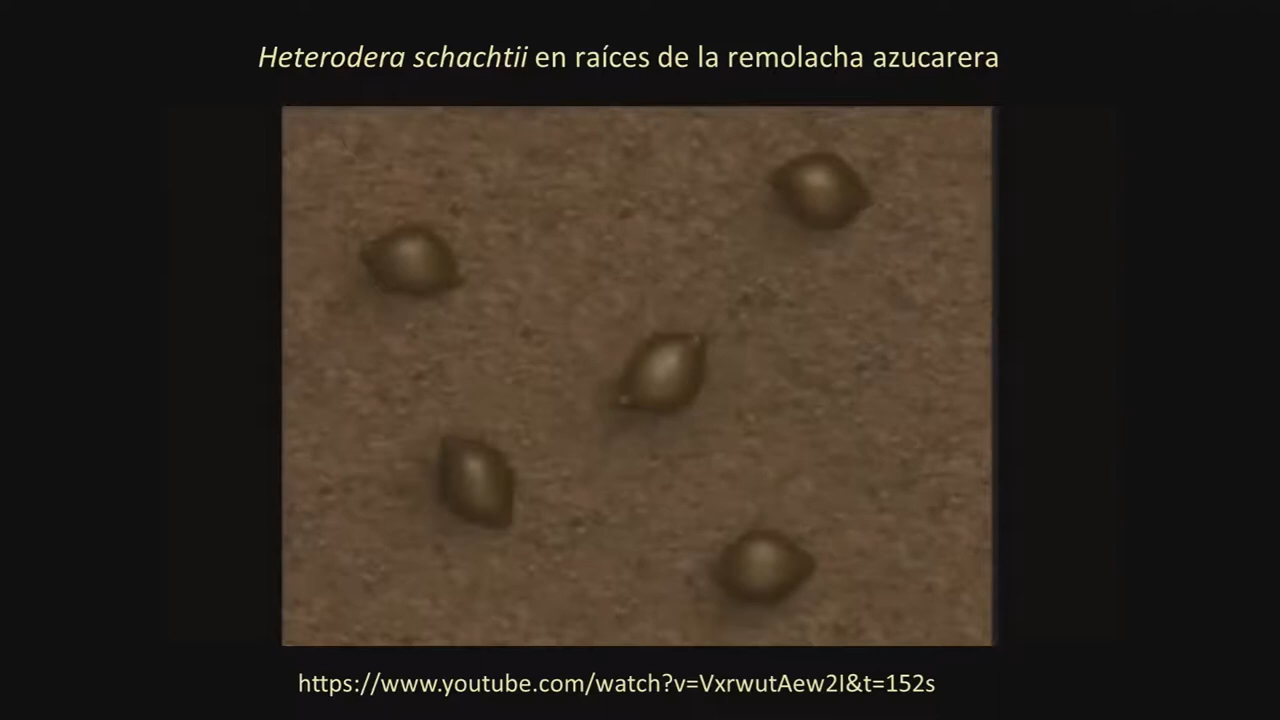 Heterodera schachtii en raíces de la remolacha azucarera
https://www.youtube.com/watch?v=VxrwutAew2I&t=152s